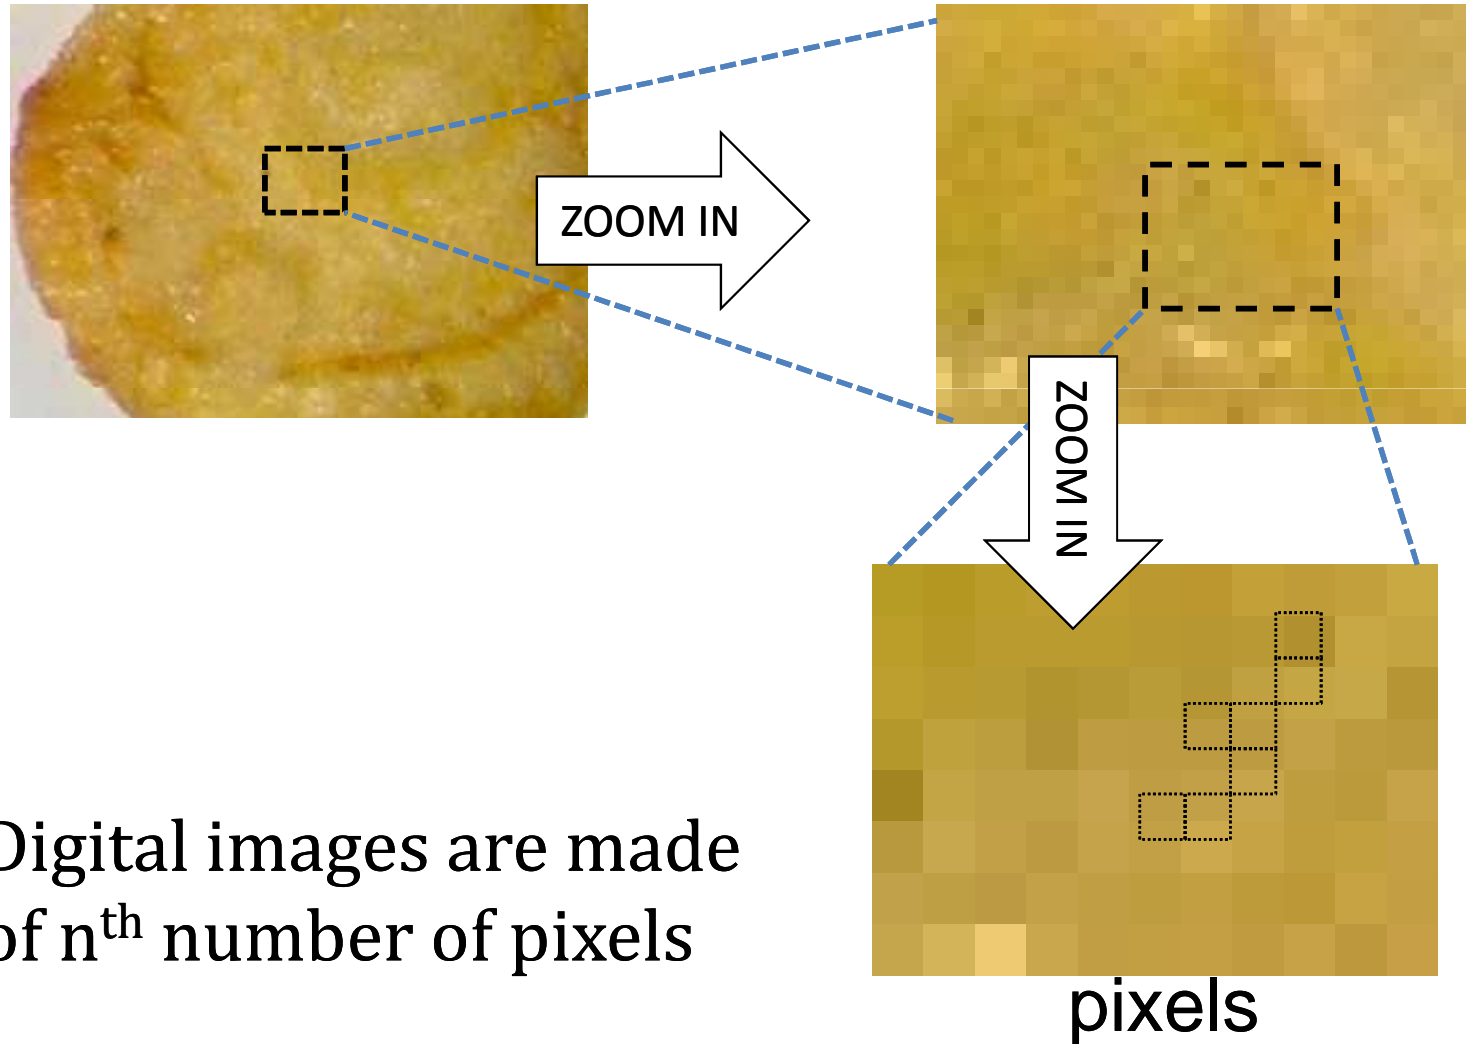 ZOOM IN
ZOOM IN
Digital images are made
of nth number of pixels
pixels